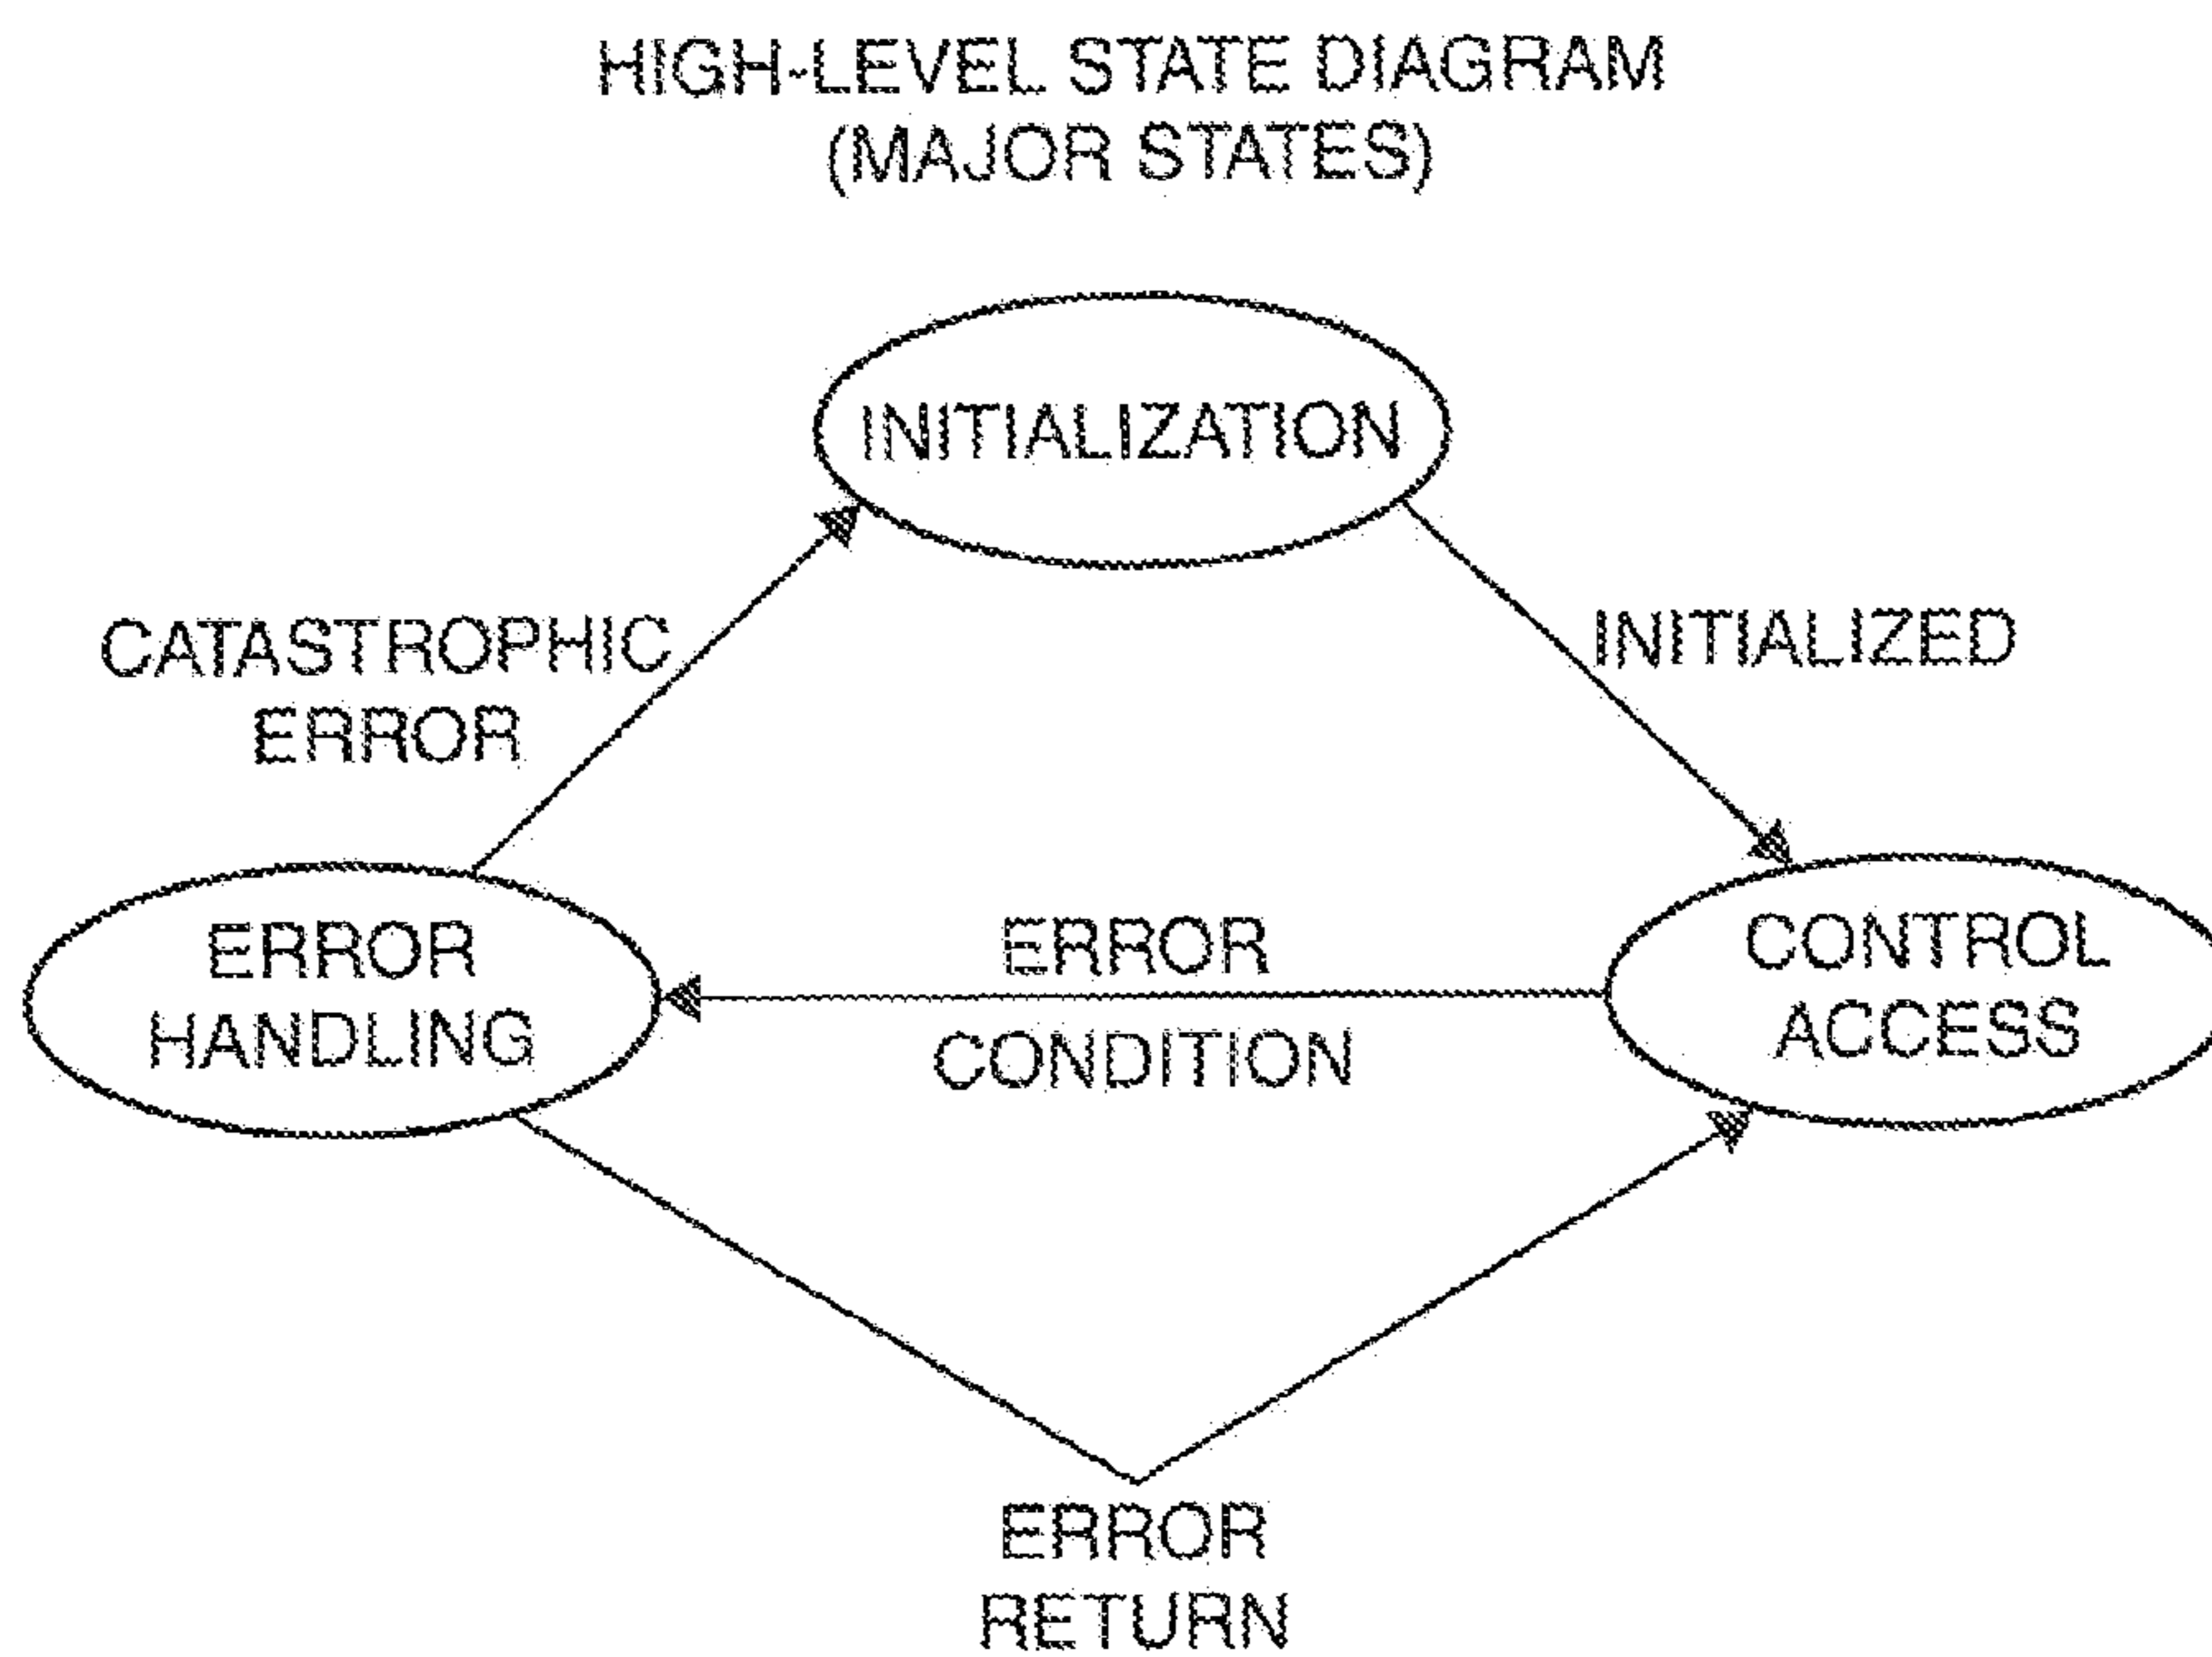 HIGH-LEVEL STATE DIAGRAM
(MAJOR STATES)
INITIALIZATION
CATASTROPHIC
ERROR
INITIALIZED
ERROR
HANDLING
ERROR
CONDITION
CONTROL
ACCESS
ERROR
RETURN